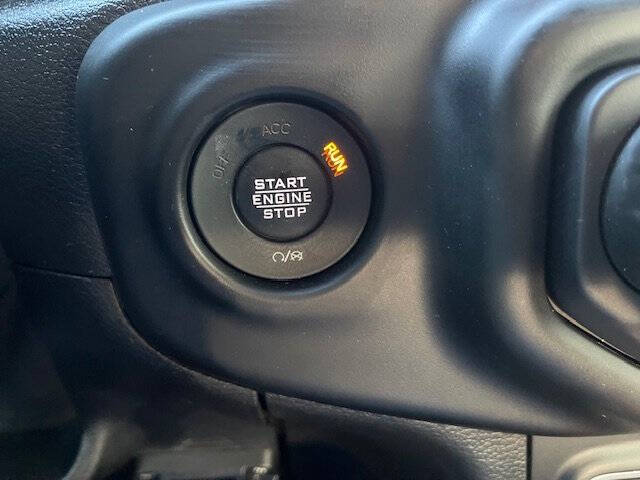 ACC
OFF
RUN
START
ENGINE
STOP